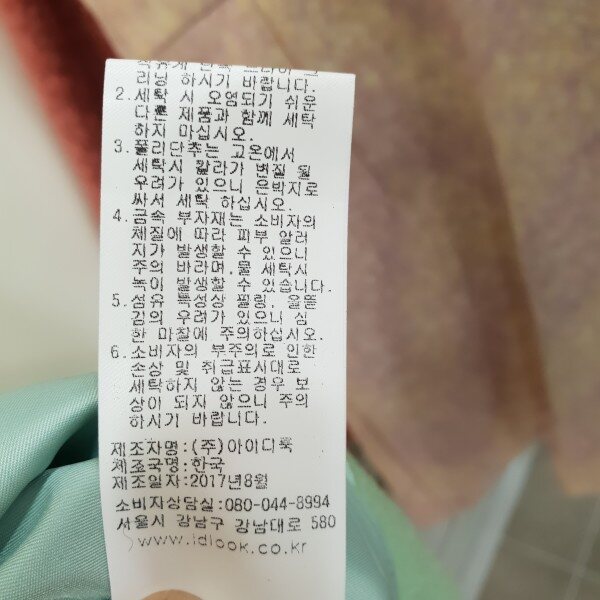 리닝 하시기 바랍니다.
2.세탁 시 오염되기 쉬운
다른 제품과 함께 세탁
하지 마십시오.
3.폴리단추는 고온에서
세탁시 칼라가 변질 될
우려가 있으니 은박지로
싸서 세탁 하십시오.
4.금속 부자재는 소비자의
체질에 따라 피부 알러
지가 발생할 수 있으니
주의 바라며,물 세탁시
녹이 발생할 수 있습니다.
5.섬유 특성상 필링, 올뜯
김의 우려가 있으니 심
한 마찰에 주의하십시오.
6.소비자의 부주의로 인한
손상 및 취급표시대로
세탁하지 않는 경우 보
상이 되지 않으니 주의
하시기 바랍니다.
제조자명:(주)아이디룩
제조국명:한국
제조일자:2017년8월
소비자상담실:080-044-8994
서울시 강남구 강남대로 580
www.idlook.co.kr